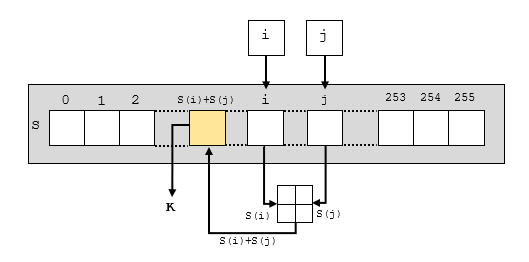 i j
0 1 2 S(i)+S(j) i j 253 254 255
S
K
S(i) S(j)
S(i)+S(j)